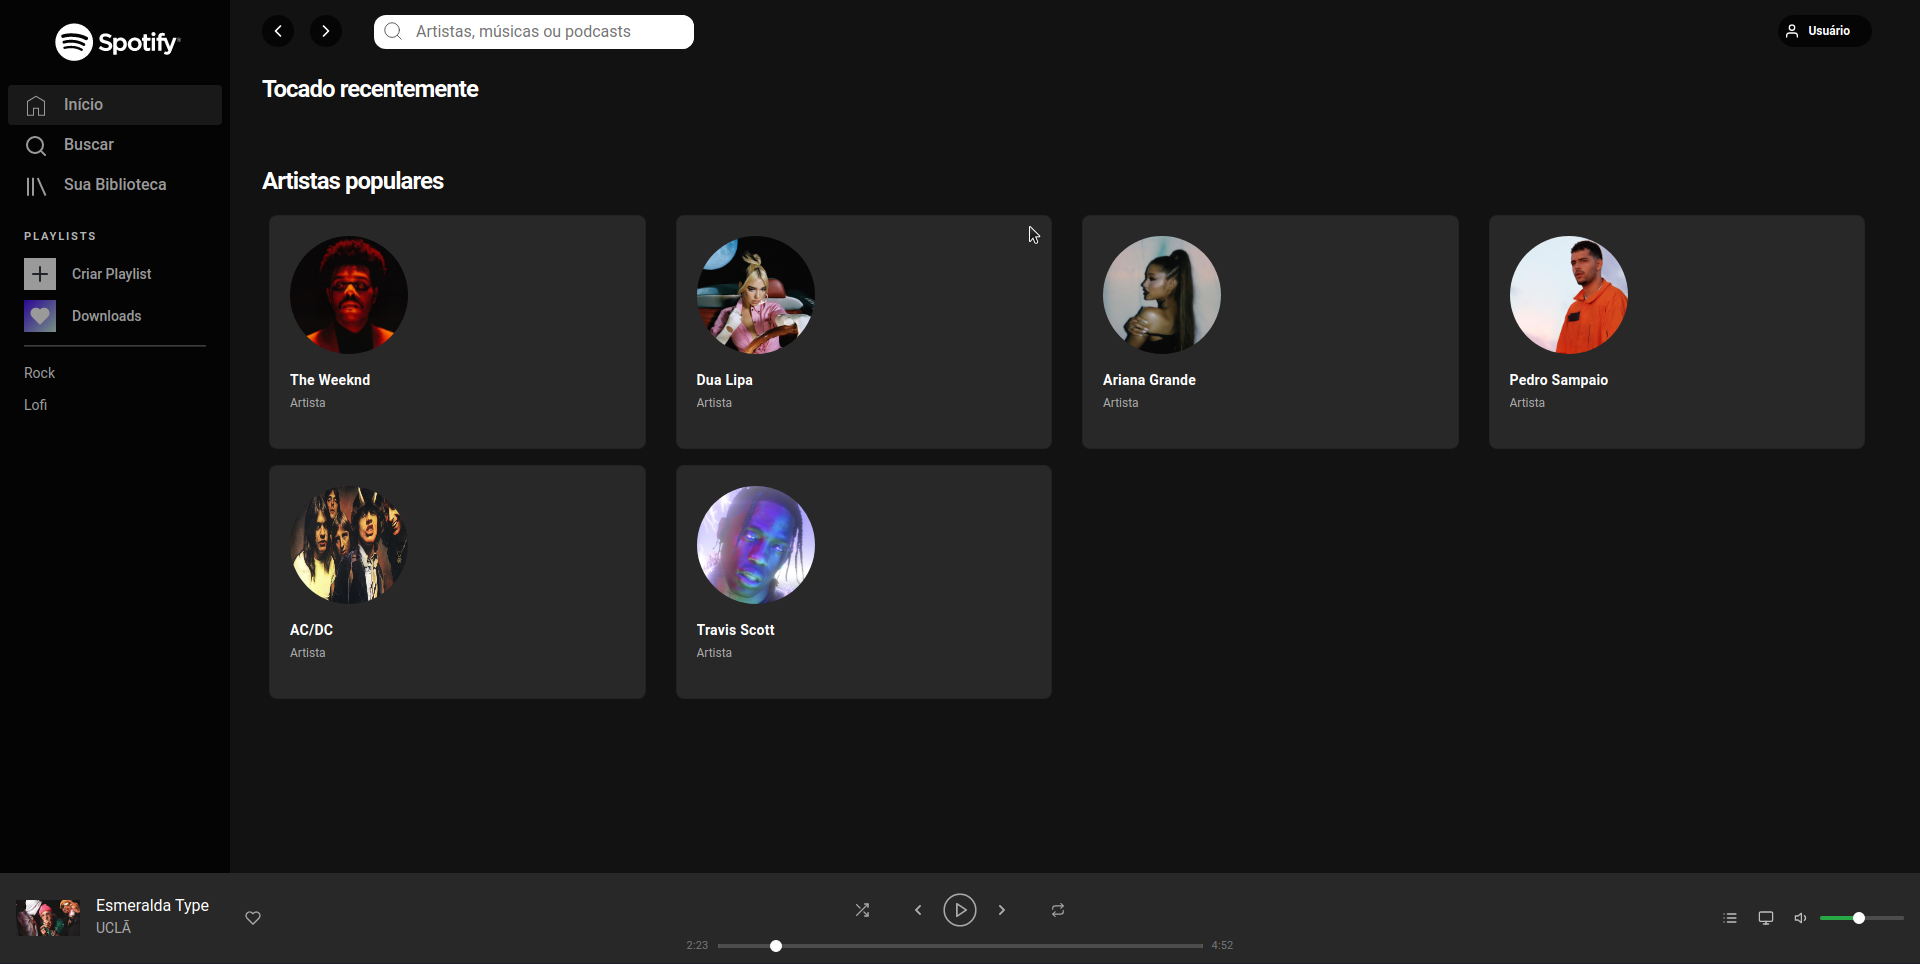 Spotify
Início
Buscar
Sua Biblioteca
PLAYLISTS
Criar Playlist
Downloads
Rock
Lofi
Artistas, músicas ou podcasts
Usuário
Tocado recentemente
Artistas populares
The Weeknd
Artista
Dua Lipa
Artista
Ariana Grande
Artista
Pedro Sampaio
Artista
AC/DC
Artista
Travis Scott
Artista
Esmeralda Type
UCLÃ
2:23
4:52